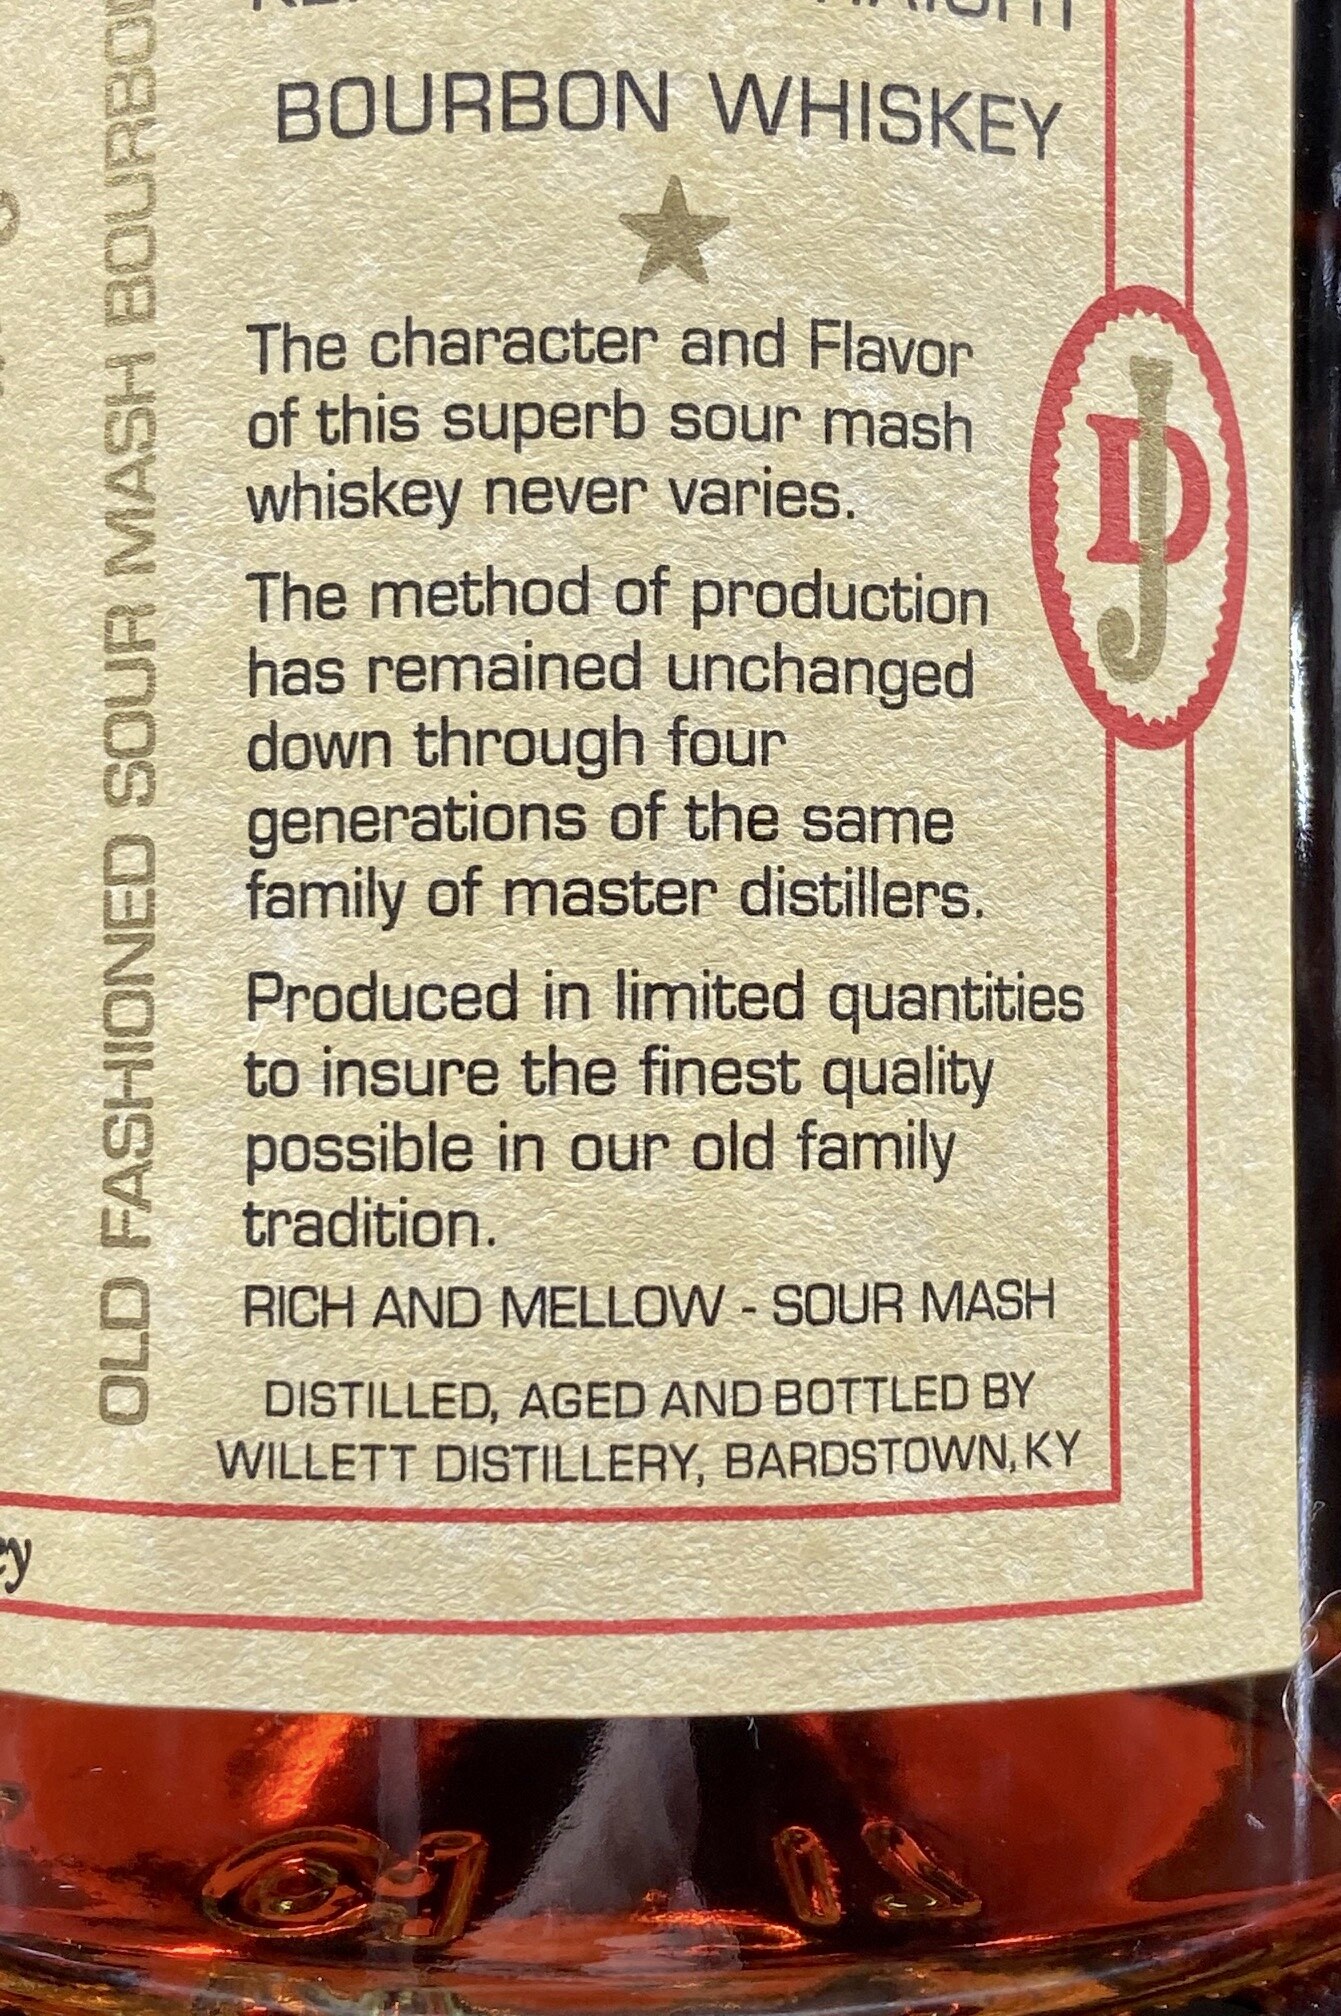 BOURBON WHISKEY
The character and Flavor
of this superb sour mash
whiskey never varies.
The method of production
has remained unchanged
down through four
generations of the same
family of master distillers.
Produced in limited quantities
to insure the finest quality
possible in our old family
tradition.
RICH AND MELLOW - SOUR MASH
DISTILLED, AGED AND BOTTLED BY
WILLETT DISTILLERY, BARDSTOWN, KY
OLD FASHIONED SOUR MASH BOURBON
JD